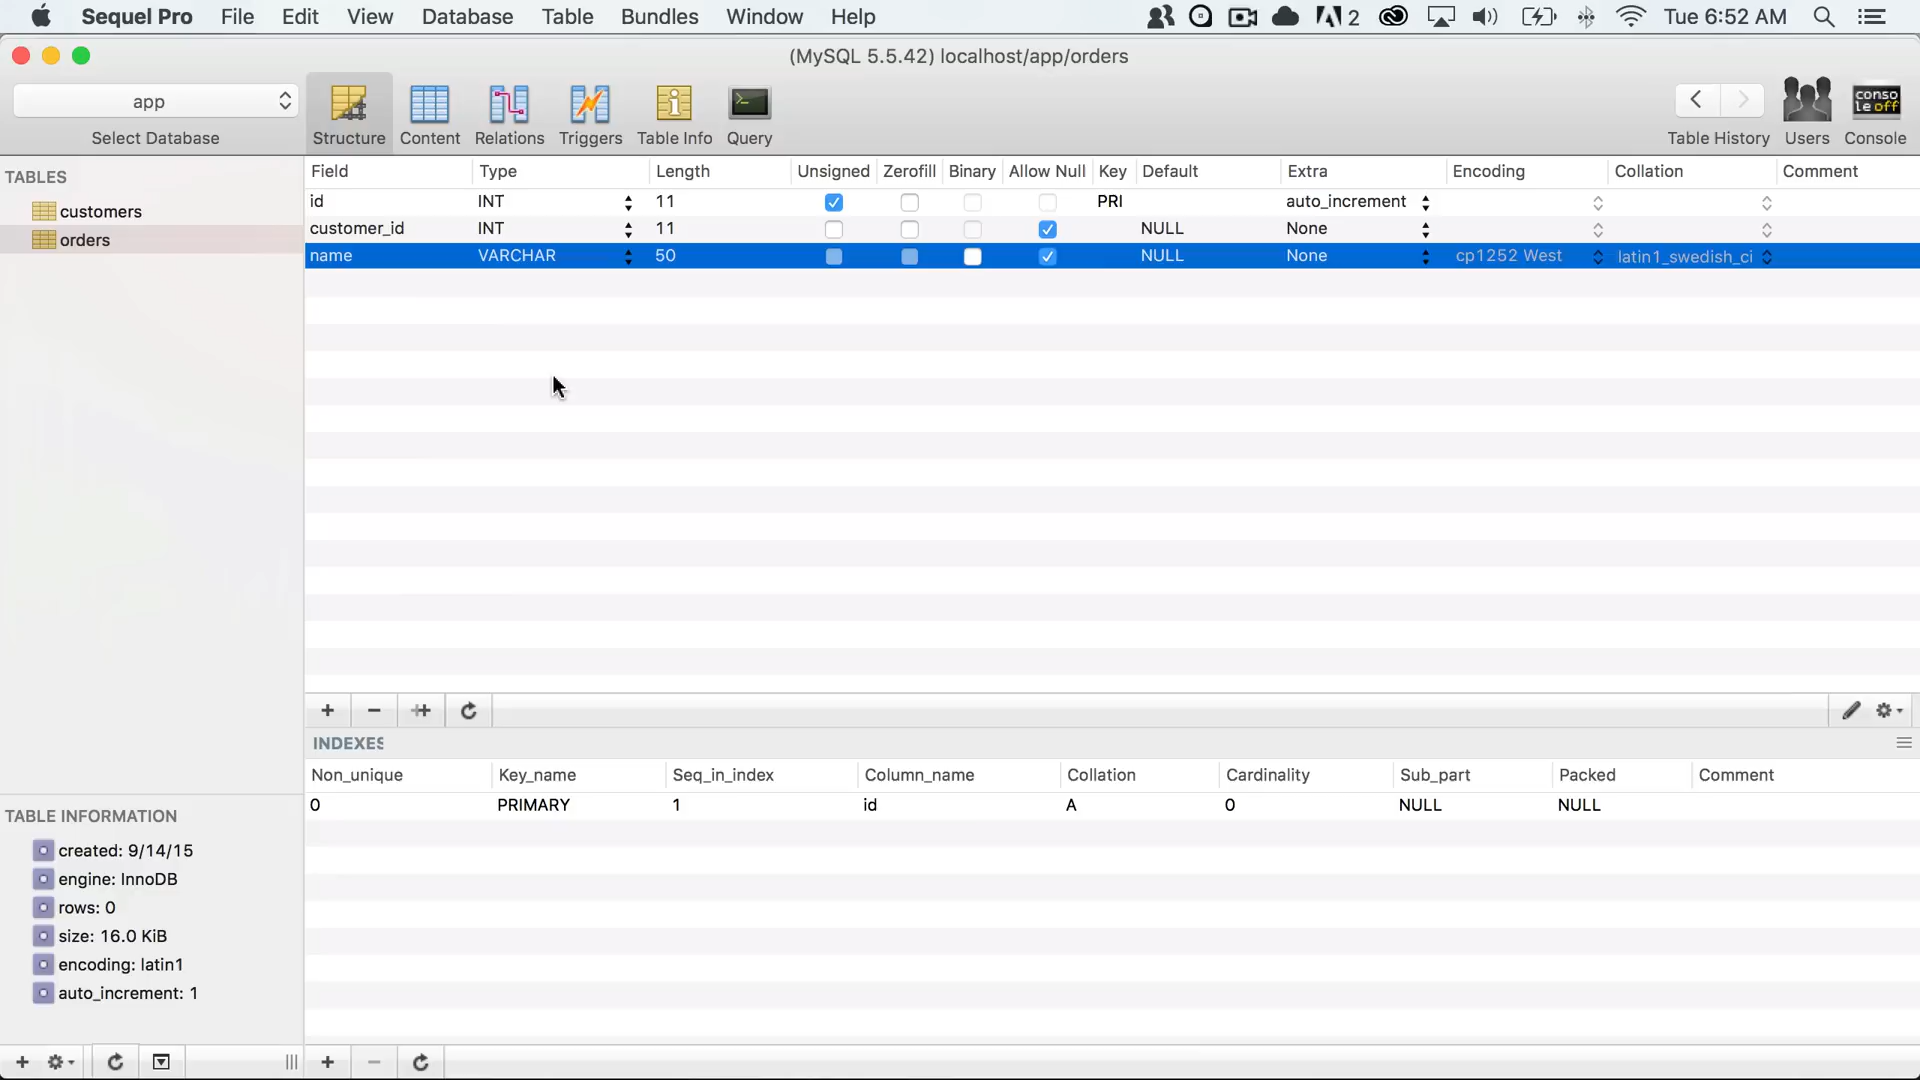 Sequel Pro File Edit View Database Table Bundles Window Help 2 Tue 6:52 AM
(MySQL 5.5.42) localhost/app/orders
app
Select Database Structure Content Relations Triggers Table Info Query Table History Users Console
conso
le off
TABLES
customers
orders
Field Type Length Unsigned Zerofill Binary Allow Null Key Default Extra Encoding Collation Comment
id INT 11 PRI auto_increment
customer_id INT 11 NULL None
name VARCHAR 50 NULL None cp1252 West latin1_swedish_ci
INDEXES
Non_unique Key_name Seq_in_index Column_name Collation Cardinality Sub_part Packed Comment
0 PRIMARY 1 id A 0 NULL NULL
TABLE INFORMATION
created: 9/14/15
engine: InnoDB
rows: 0
size: 16.0 KiB
encoding: latin1
auto_increment: 1